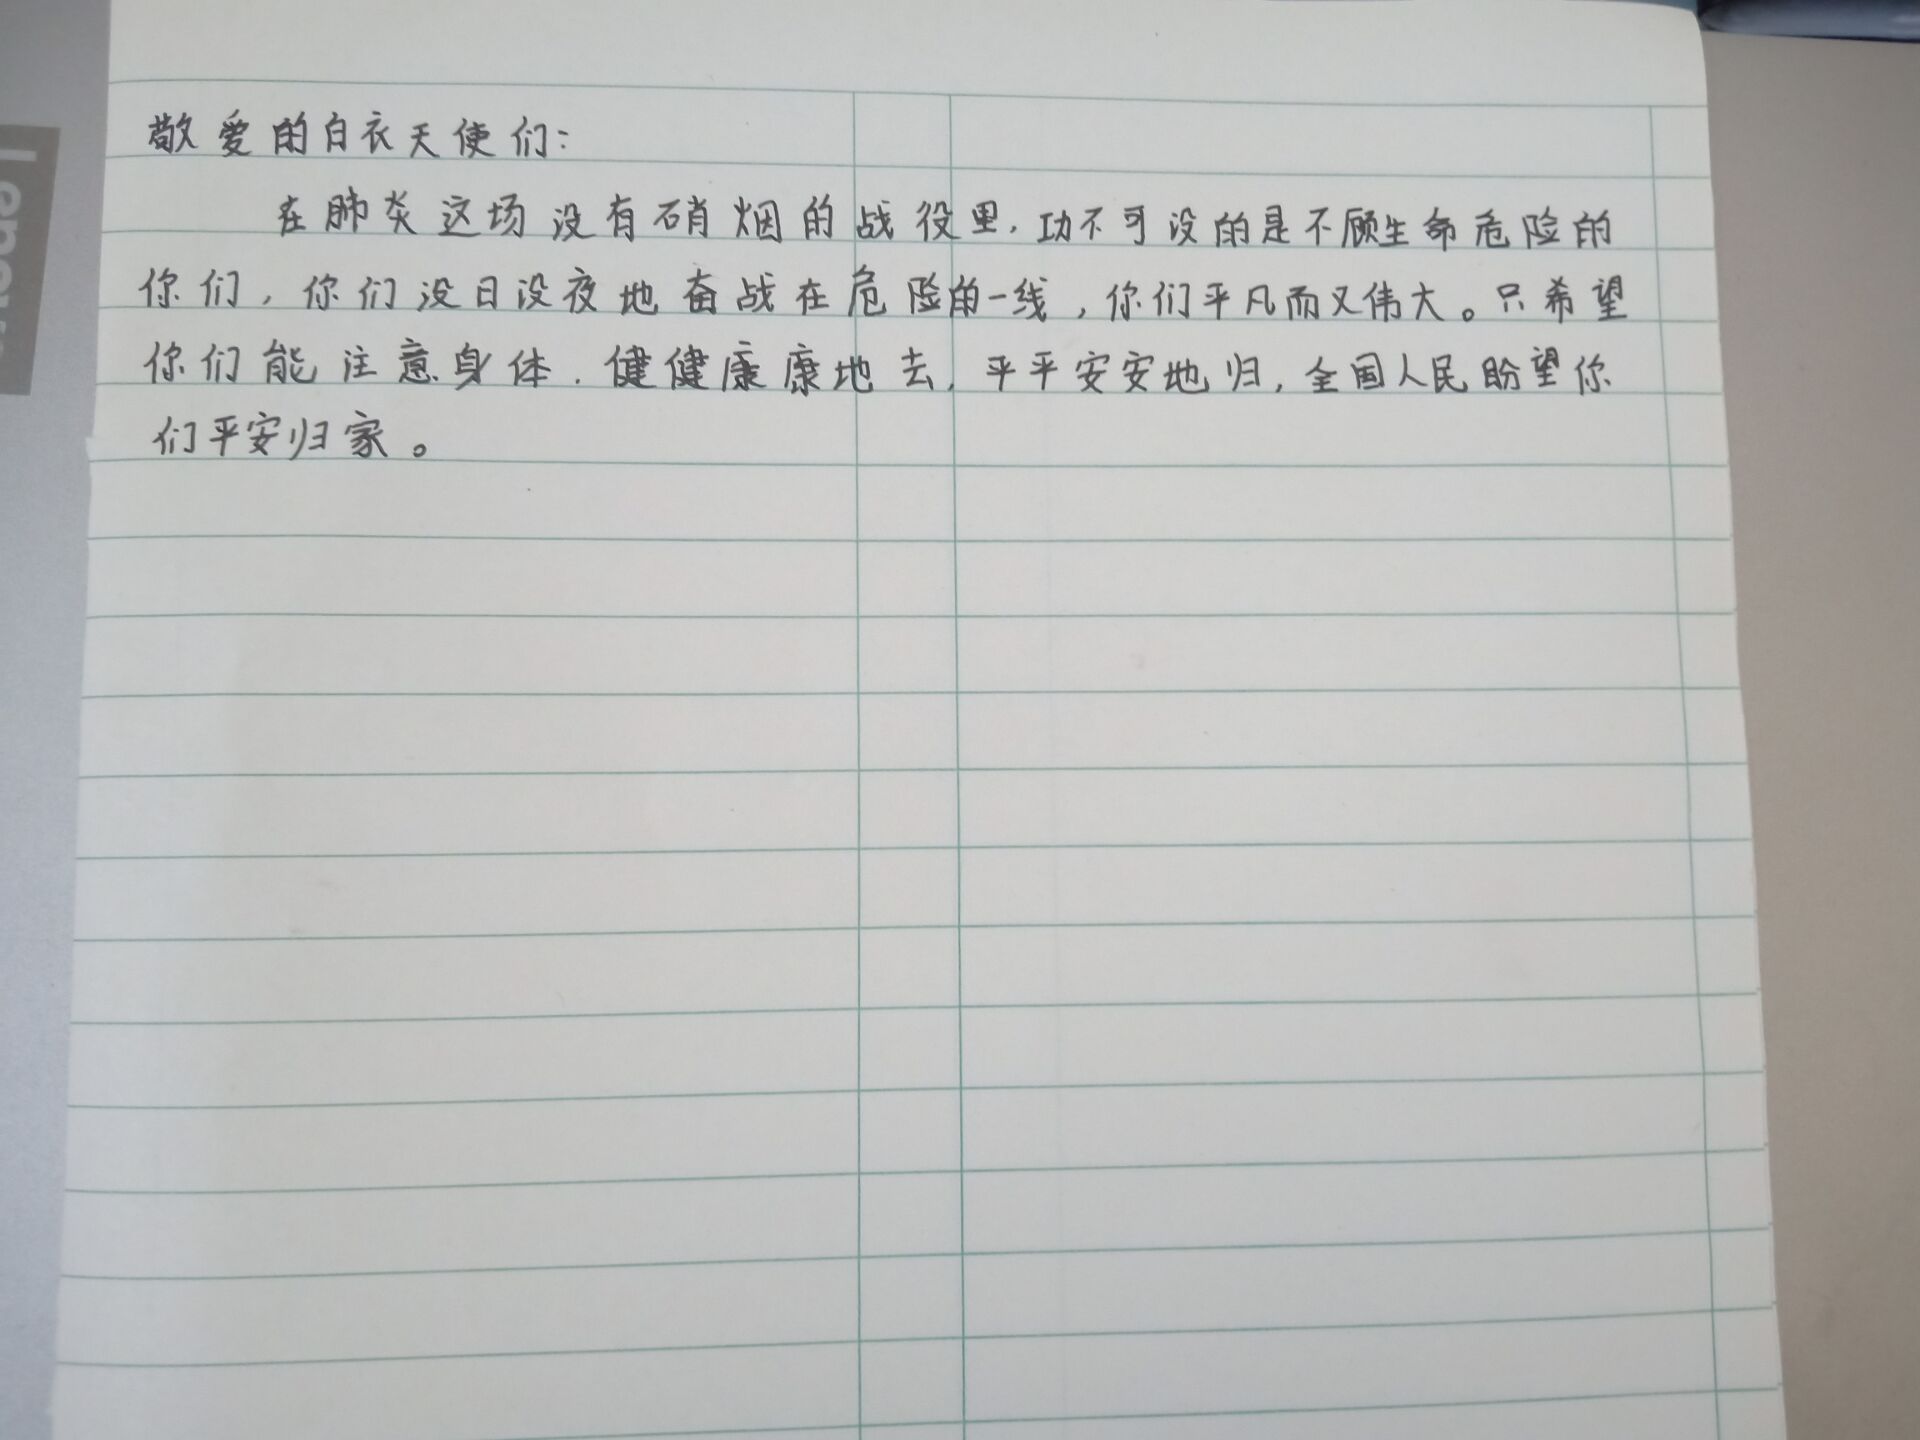 敬爱的白衣天使们：
在肺炎这场没有硝烟的战役里，功不可没的是不顾生命危险的
你们，你们没日没夜地奋战在危险的一线，你们平凡而又伟大。只希望
你们能注意身体．健健康康地去，平平安安地归，全国人民盼望你
们平安归家。